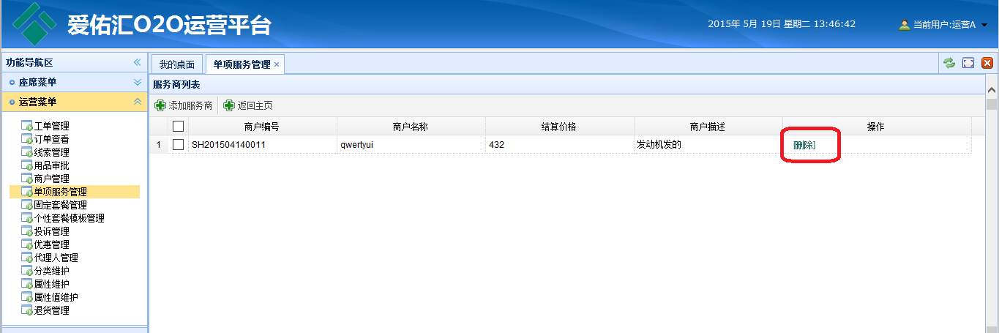 爱佑汇O2O运营平台
2015年 5月 19日 星期二 13:46:42
当前用户:运营A
功能导航区
我的桌面
单项服务管理
座席菜单
服务商列表
运营菜单
添加服务商
返回主页
商户编号
商户名称
结算价格
商户描述
操作
1
SH201504140011
qwertyui
432
发动机发的
[删除]
工单管理
订单查看
线索管理
用品审批
商户管理
单项服务管理
固定套餐管理
个性套餐模板管理
投诉管理
优惠管理
代理人管理
分类维护
属性维护
属性值维护
退货管理